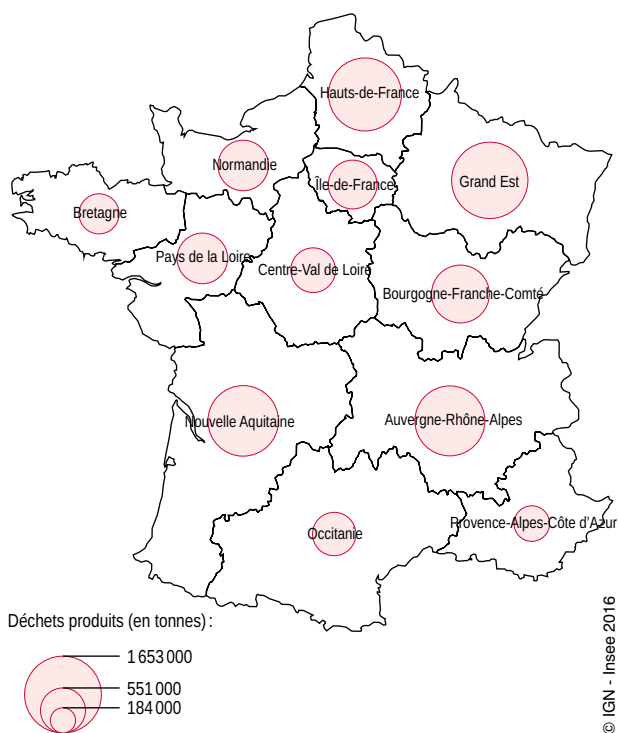 Hauts-de-France
Normandie
Île-de-France
Grand Est
Bretagne
Pays de la Loire
Centre-Val de Loire
Bourgogne-Franche-Comté
Nouvelle Aquitaine
Auvergne-Rhône-Alpes
Provence-Alpes-Côte d'Azur
Occitanie
Déchets produits (en tonnes) :
1 653 000
551 000
184 000
© IGN - Insee 2016